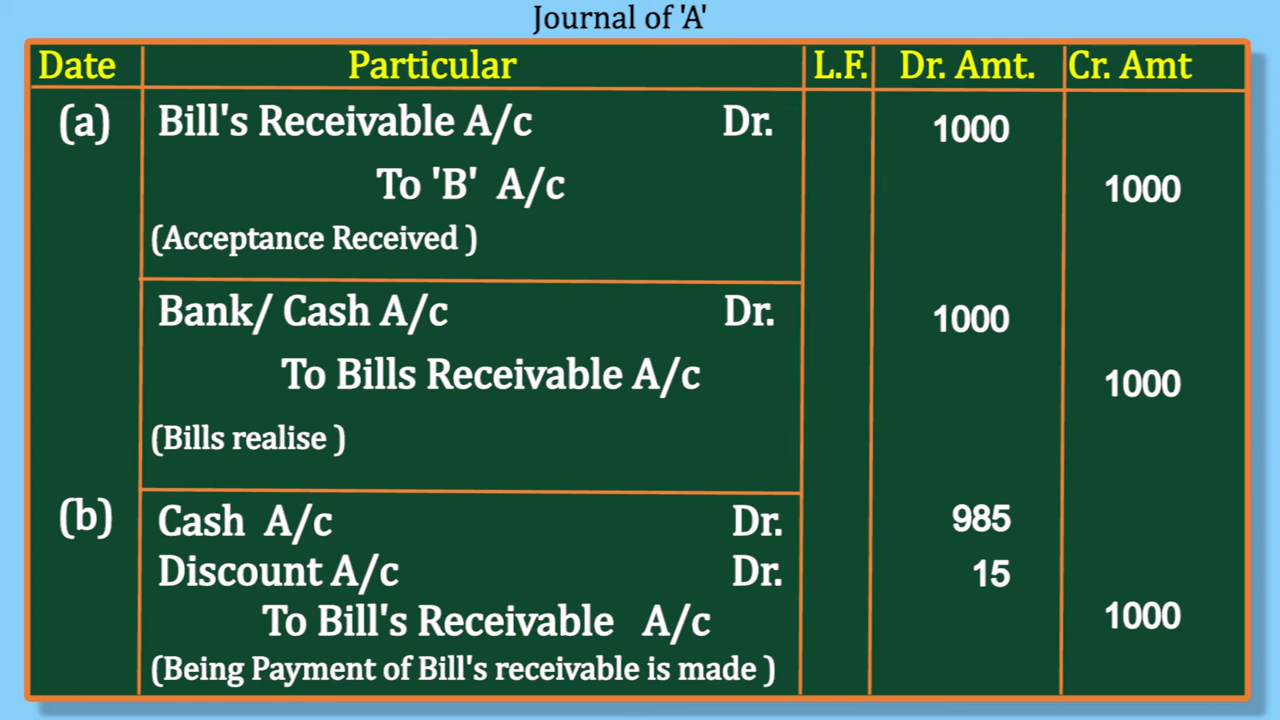 Journal of 'A'
Date Particular L.F. Dr. Amt. Cr. Amt
(a) Bill's Receivable A/c Dr. 1000
To 'B' A/c 1000
(Acceptance Received )
Bank/ Cash A/c Dr. 1000
To Bills Receivable A/c 1000
(Bills realise )
(b) Cash A/c Dr. 985
Discount A/c Dr. 15
To Bill's Receivable A/c 1000
(Being Payment of Bill's receivable is made )